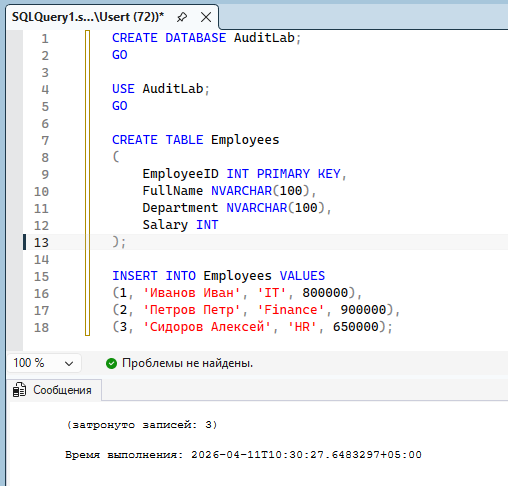 SQLQuery1.s...\Usert (72))*
1 CREATE DATABASE AuditLab;
2 GO
3
4 USE AuditLab;
5 GO
6
7 CREATE TABLE Employees
8 (
9 EmployeeID INT PRIMARY KEY,
10 FullName NVARCHAR(100),
11 Department NVARCHAR(100),
12 Salary INT
13 );
14
15 INSERT INTO Employees VALUES
16 (1, 'Иванов Иван', 'IT', 800000),
17 (2, 'Петров Петр', 'Finance', 900000),
18 (3, 'Сидоров Алексей', 'HR', 650000);
100 % Проблемы не найдены.
Сообщения
(затронуто записей: 3)
Время выполнения: 2026-04-11T10:30:27.6483297+05:00